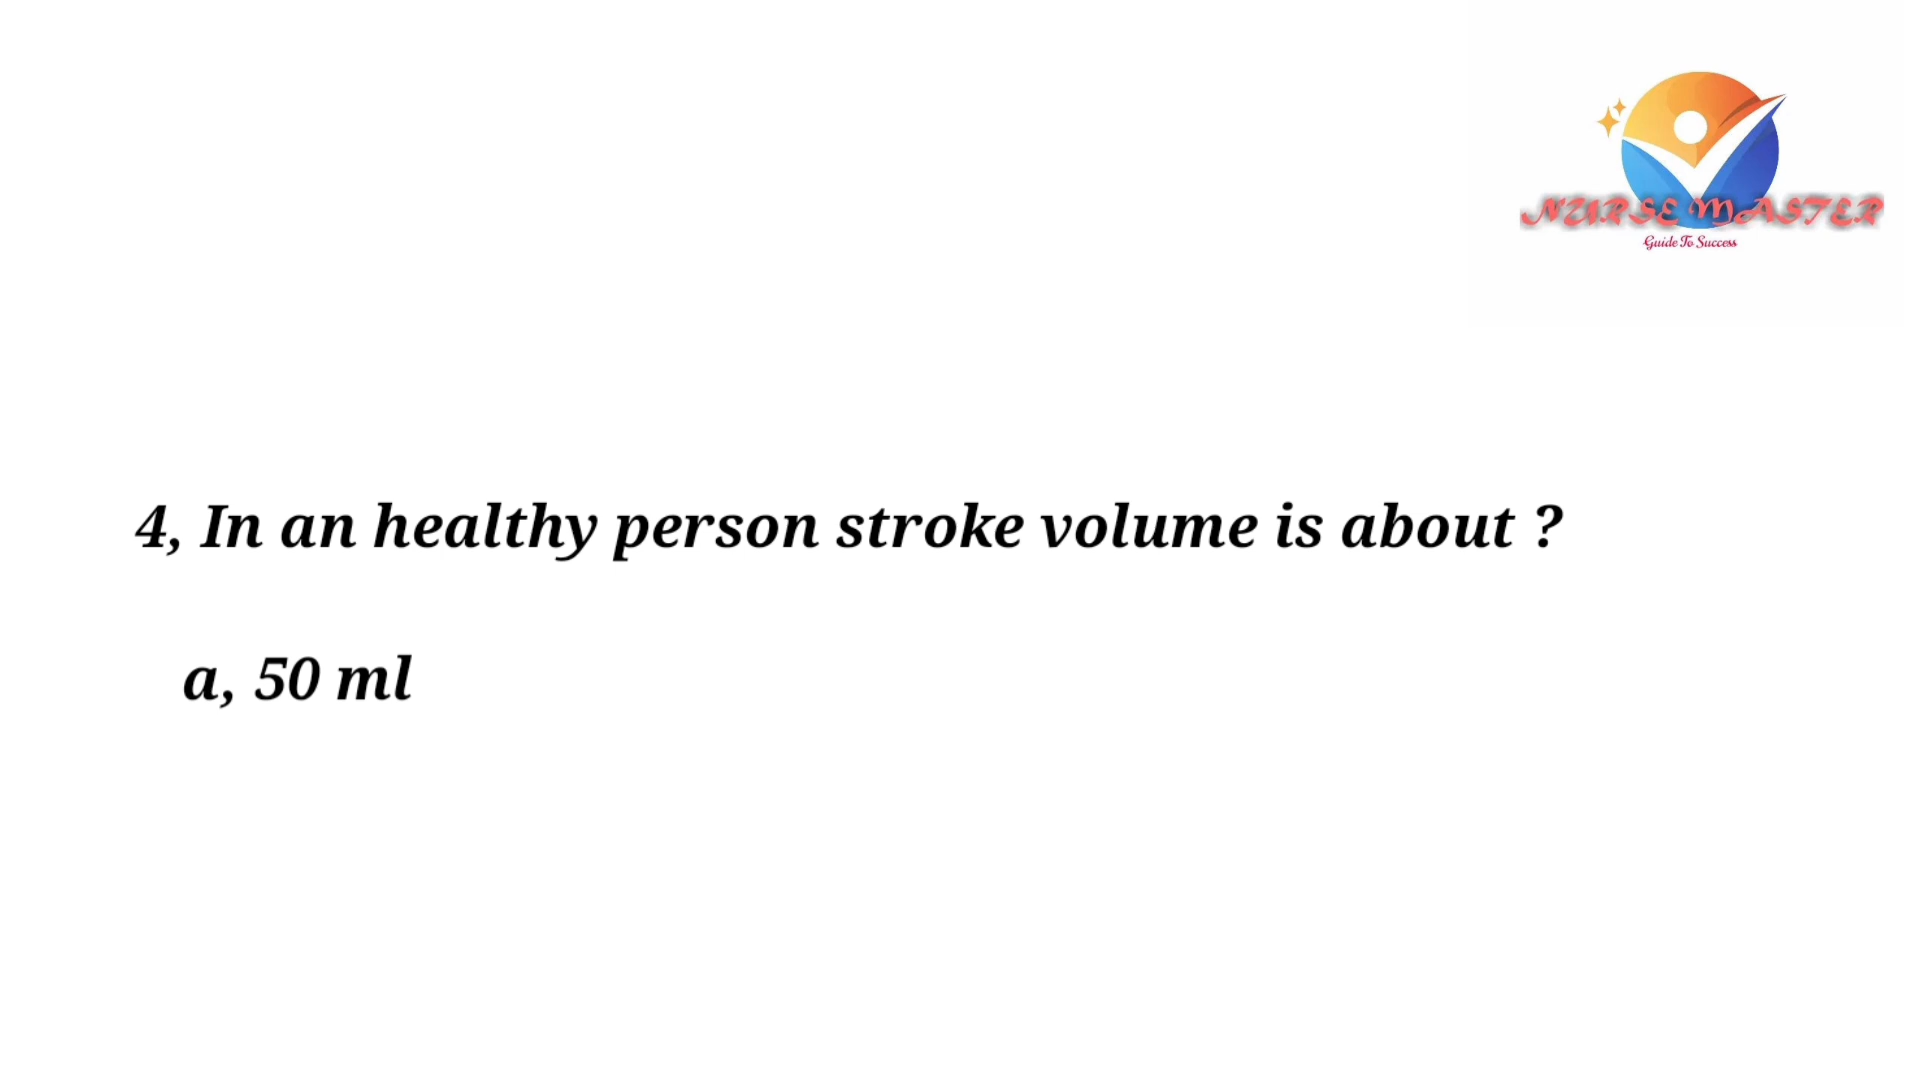 NURSE MASTER
Guide To Success
4, In an healthy person stroke volume is about ?
a, 50 ml